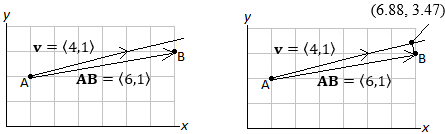 y
v = ⟨4,1⟩
B
A
AB = ⟨6,1⟩
x
(6.88, 3.47)
y
v = ⟨4,1⟩
B
A
AB = ⟨6,1⟩
x